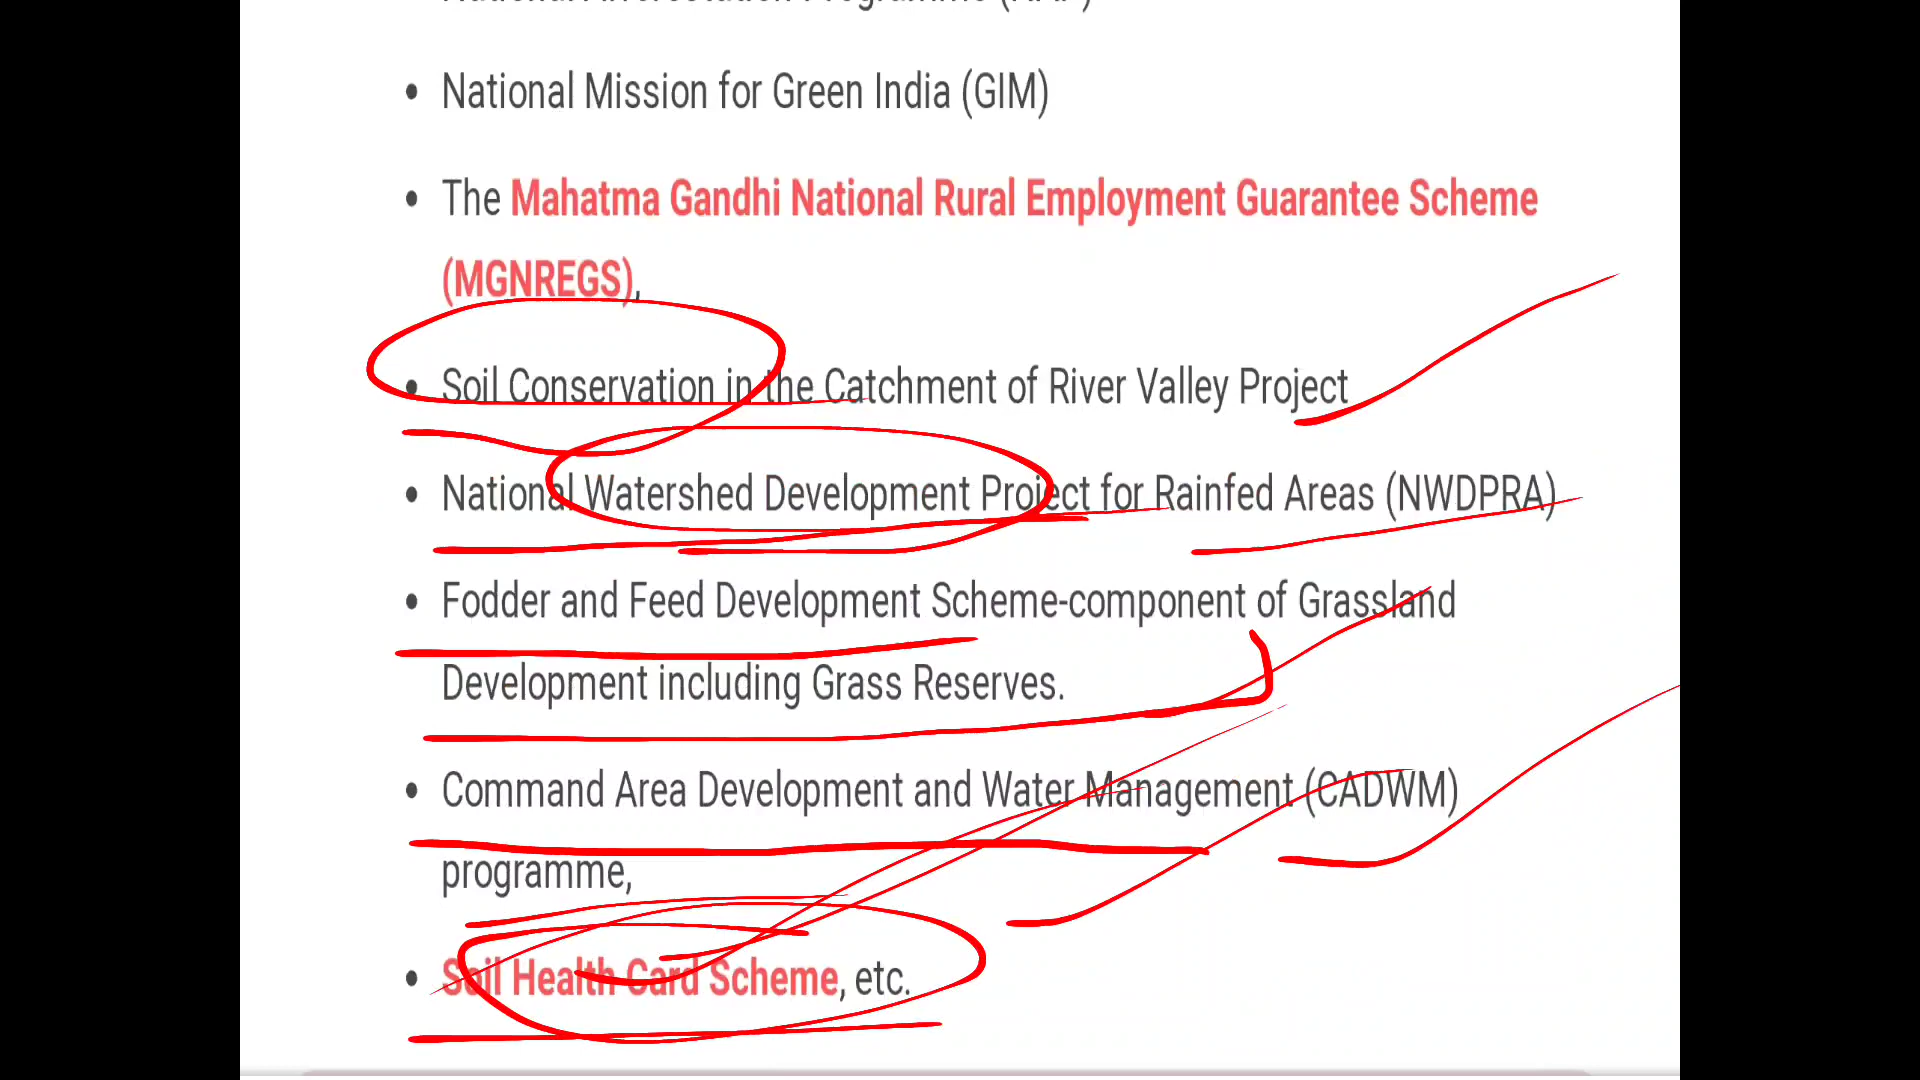 • National Mission for Green India (GIM)
• The Mahatma Gandhi National Rural Employment Guarantee Scheme
(MGNREGS),
• Soil Conservation in the Catchment of River Valley Project
• National Watershed Development Project for Rainfed Areas (NWDPRA)
• Fodder and Feed Development Scheme-component of Grassland
Development including Grass Reserves.
• Command Area Development and Water Management (CADWM)
programme,
• Soil Health Card Scheme, etc.